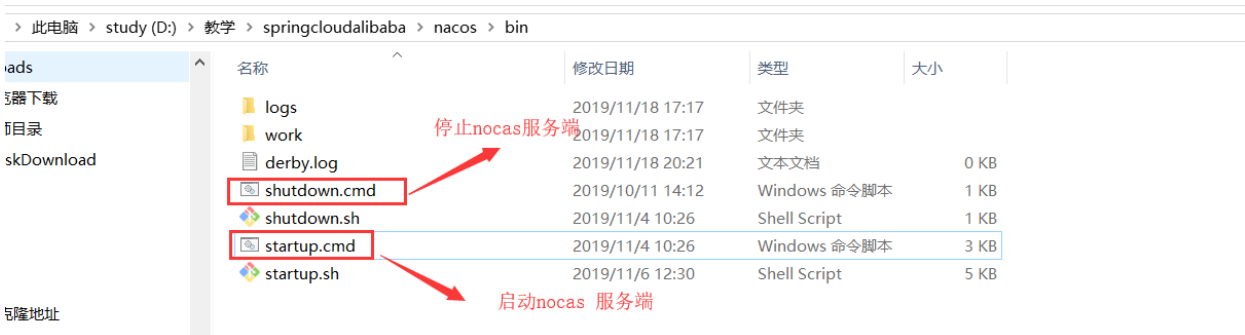 > 此电脑 > study (D:) > 教学 > springcloudalibaba > nacos > bin
ads
名称 修改日期 类型 大小
器下载
logs 2019/11/18 17:17 文件夹
停止nocas服务端
目录
work 2019/11/18 17:17 文件夹
skDownload
derby.log 2019/11/18 20:21 文本文档 0 KB
shutdown.cmd 2019/10/11 14:12 Windows 命令脚本 1 KB
shutdown.sh 2019/11/4 10:26 Shell Script 1 KB
startup.cmd 2019/11/4 10:26 Windows 命令脚本 3 KB
startup.sh 2019/11/6 12:30 Shell Script 5 KB
启动nocas 服务端
克隆地址